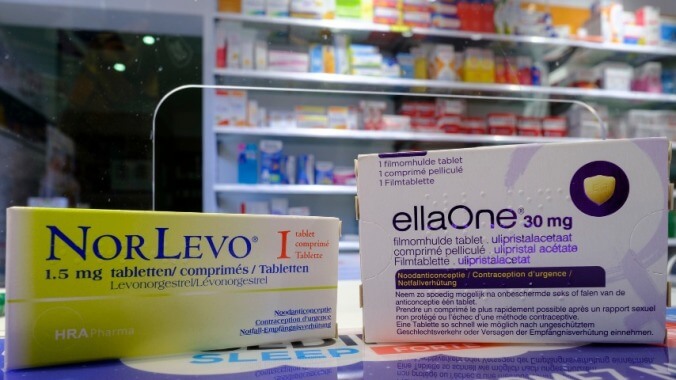 NORLEVO® 1 tablet
comprimé
Tablette
1.5 mg tabletten/ comprimés / Tabletten
Levonorgestrel/Lévonorgestrel
Noodanticonceptie
Contraception d'urgence
Notfall-Empfängnisverhütung
HRA Pharma
1 filmomhulde tablet
1 comprimé pelliculé
1 Filmtablette
ellaOne® 30 mg
filmomhulde tablet . ulipristalacetaat
comprimé pelliculé . ulipristal acétate
Filmtablette . ulipristalacetat
Noodanticonceptie / Contraception d'urgence /
Notfallverhütung
Neem zo spoedig mogelijk na onbeschermde seks of falen van de
anticonceptie één tablet.
Prendre un comprimé le plus rapidement possible après un rapport sexuel
non protégé ou l'échec d'une méthode contraceptive.
Eine Tablette so schnell wie möglich nach ungeschütztem
Geschlechtsverkehr oder Versagen der Empfängnisverhütung einnehmen.
SLEEP